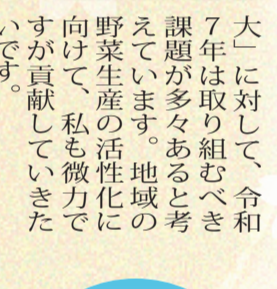 大」に対して、令和
７年は取り組むべき
課題が多々あると考
えています。地域の
野菜生産の活性化に
向けて、私も微力で
すが貢献していきた
いです。